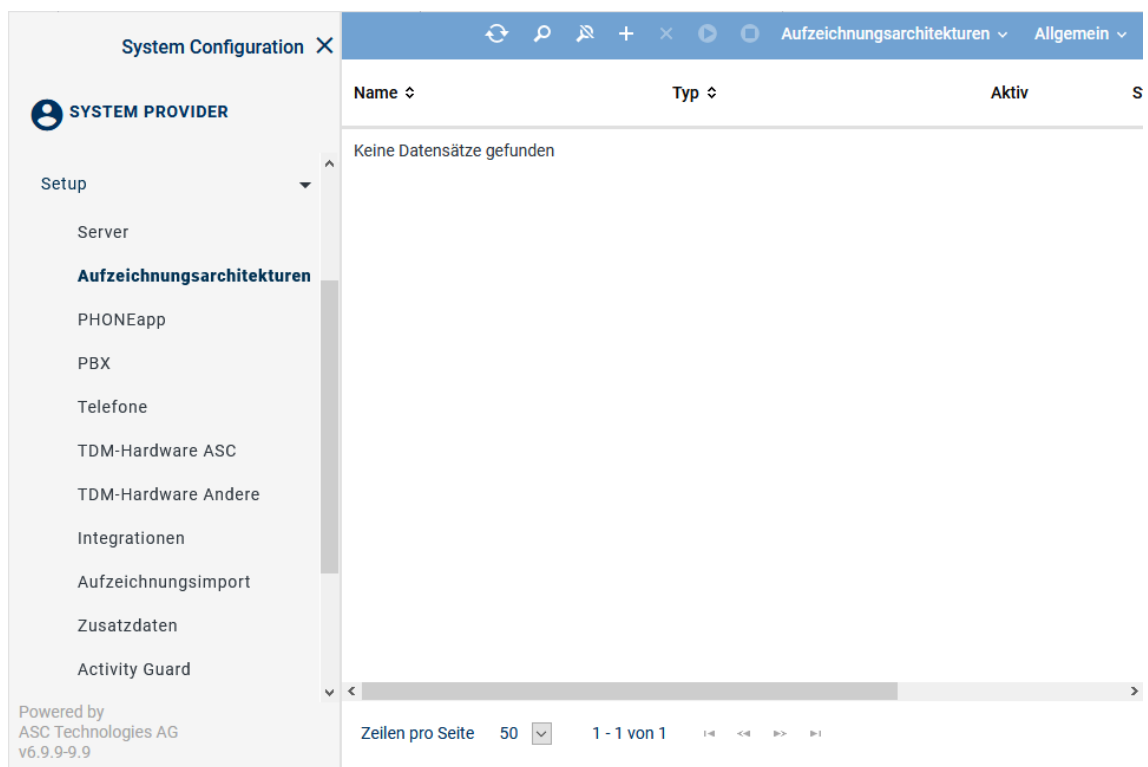 System Configuration
SYSTEM PROVIDER
Setup
Server
Aufzeichnungsarchitekturen
PHONEapp
PBX
Telefone
TDM-Hardware ASC
TDM-Hardware Andere
Integrationen
Aufzeichnungsimport
Zusatzdaten
Activity Guard
Powered by
ASC Technologies AG
v6.9.9-9.9
Aufzeichnungsarchitekturen Allgemein
Name Typ Aktiv
Keine Datensätze gefunden
Zeilen pro Seite 50 1 - 1 von 1